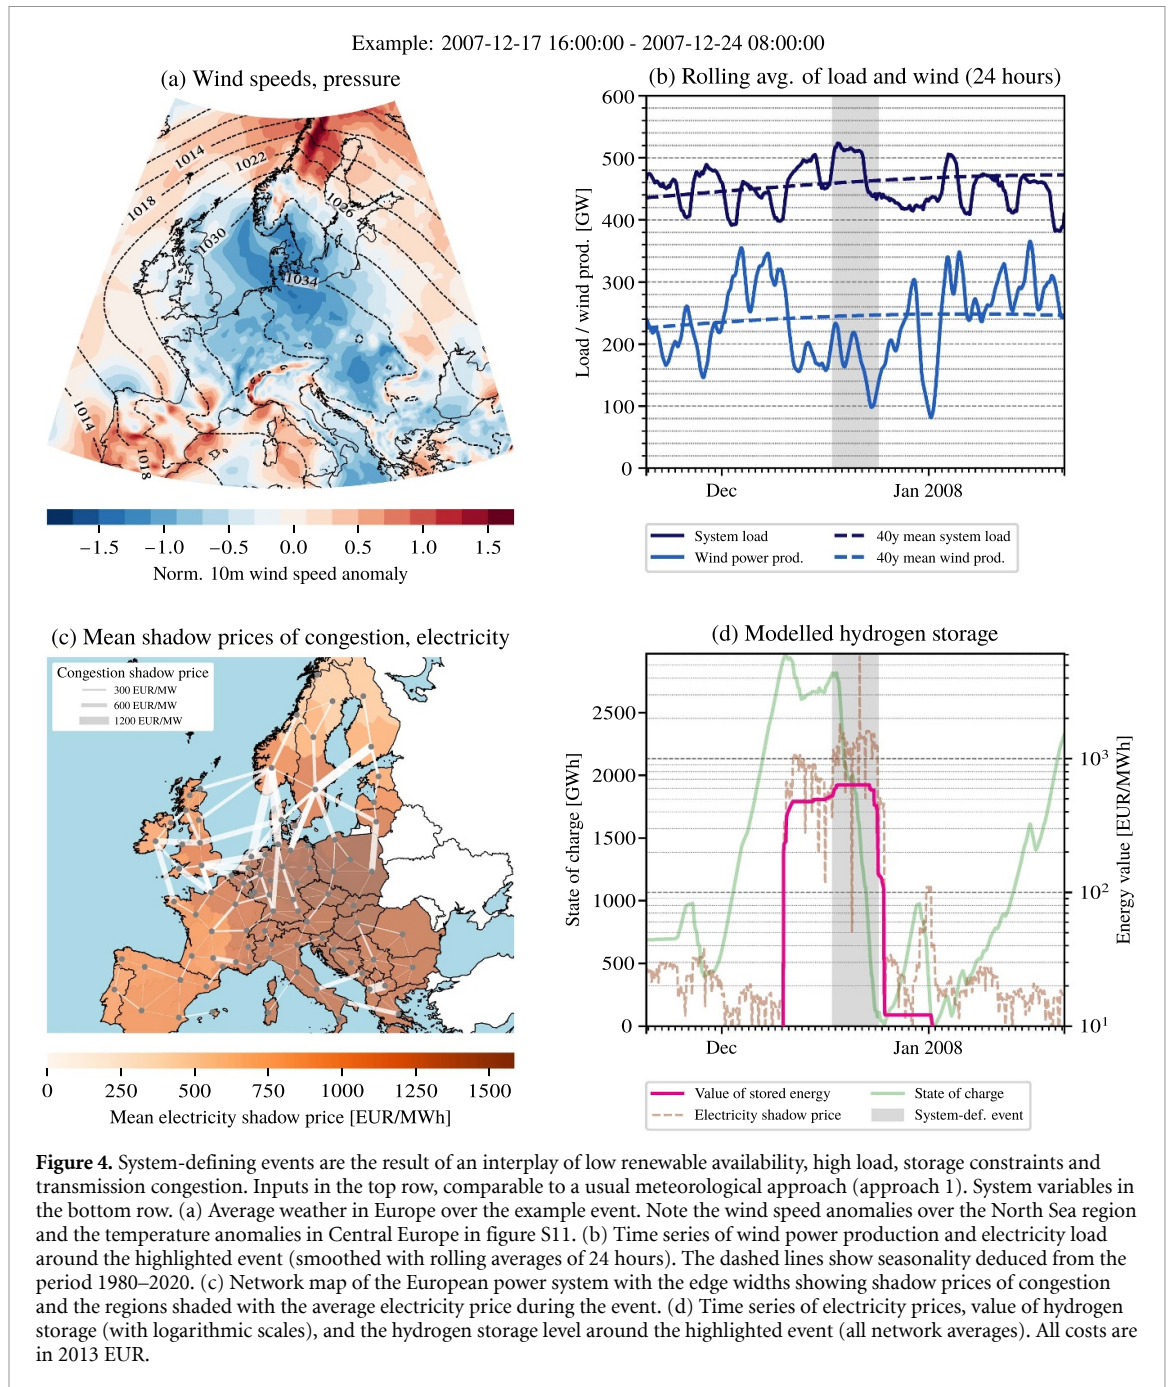 Example: 2007-12-17 16:00:00 - 2007-12-24 08:00:00
(a) Wind speeds, pressure
1014
1022
1018
1026
1030
1034
1014
1018
−1.5 −1.0 −0.5 0.0 0.5 1.0 1.5
Norm. 10m wind speed anomaly
(b) Rolling avg. of load and wind (24 hours)
Load / wind prod. [GW]
600
500
400
300
200
100
0
Dec Jan 2008
System load 40y mean system load
Wind power prod. 40y mean wind prod.
(c) Mean shadow prices of congestion, electricity
Congestion shadow price
300 EUR/MW
600 EUR/MW
1200 EUR/MW
0 250 500 750 1000 1250 1500
Mean electricity shadow price [EUR/MWh]
(d) Modelled hydrogen storage
State of charge [GWh]
2500
2000
1500
1000
500
0
10³
10²
10¹
Energy value [EUR/MWh]
Dec Jan 2008
Value of stored energy State of charge
Electricity shadow price System-def. event
Figure 4. System-defining events are the result of an interplay of low renewable availability, high load, storage constraints and
transmission congestion. Inputs in the top row, comparable to a usual meteorological approach (approach 1). System variables in
the bottom row. (a) Average weather in Europe over the example event. Note the wind speed anomalies over the North Sea region
and the temperature anomalies in Central Europe in figure S11. (b) Time series of wind power production and electricity load
around the highlighted event (smoothed with rolling averages of 24 hours). The dashed lines show seasonality deduced from the
period 1980–2020. (c) Network map of the European power system with the edge widths showing shadow prices of congestion
and the regions shaded with the average electricity price during the event. (d) Time series of electricity prices, value of hydrogen
storage (with logarithmic scales), and the hydrogen storage level around the highlighted event (all network averages). All costs are
in 2013 EUR.